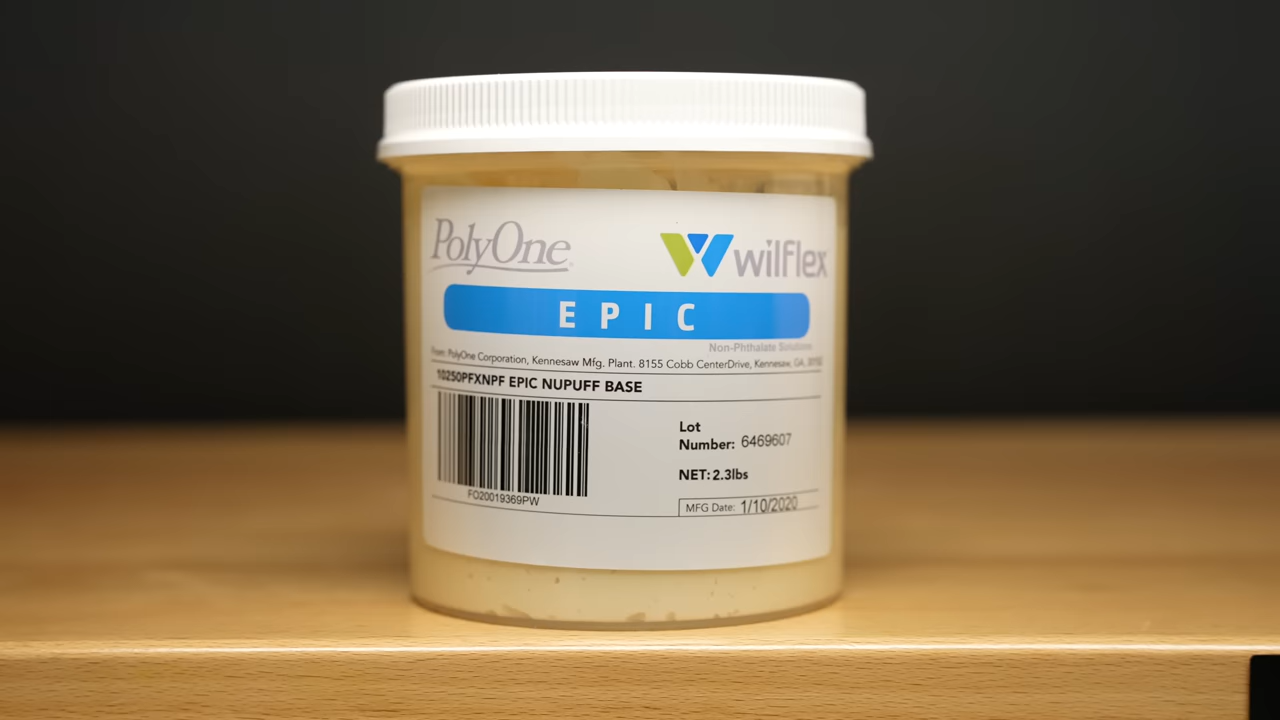 PolyOne
wilflex
EPIC
Non-Phthalate Solutions
From: PolyOne Corporation, Kennesaw Mfg. Plant. 8155 Cobb CenterDrive, Kennesaw, GA,
10250PFXNPF EPIC NUPUFF BASE
Lot
Number: 6469607
NET: 2.3lbs
FO20019369PW
MFG Date: 1/10/2020